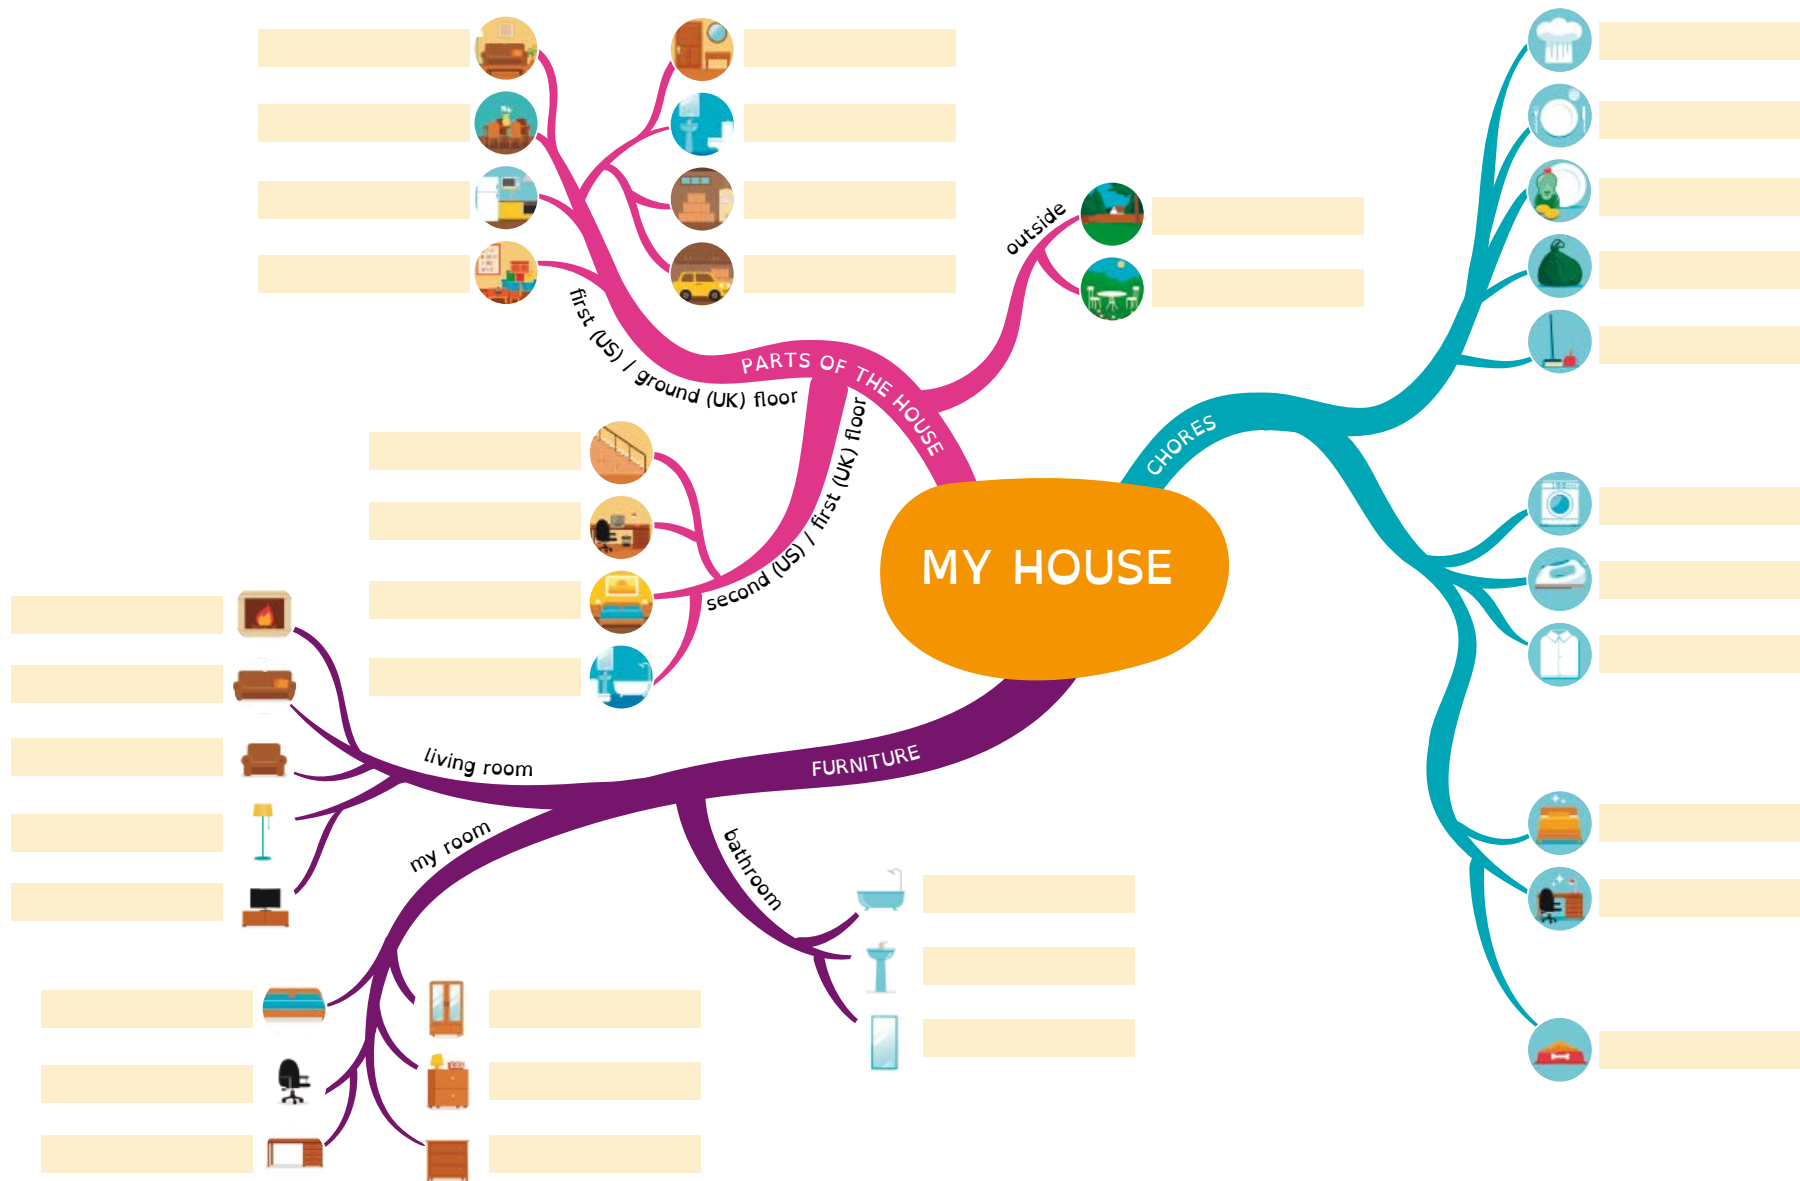 outside
first (US) / ground (UK) floor
PARTS OF THE HOUSE
second (US) / first (UK) floor
CHORES
MY HOUSE
living room
FURNITURE
my room
bathroom